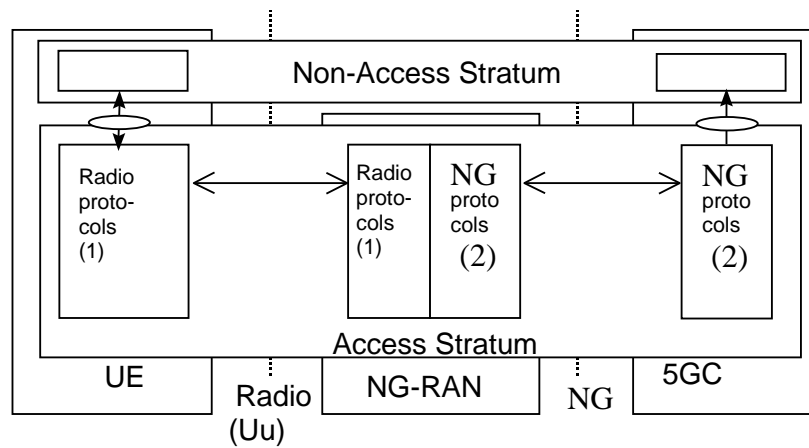 Non-Access Stratum
Radio
proto-
cols
(1)
Radio
proto-
cols
(1)
NG
proto
cols
(2)
NG
proto
cols
(2)
Access Stratum
UE
Radio
(Uu)
NG-RAN
NG
5GC